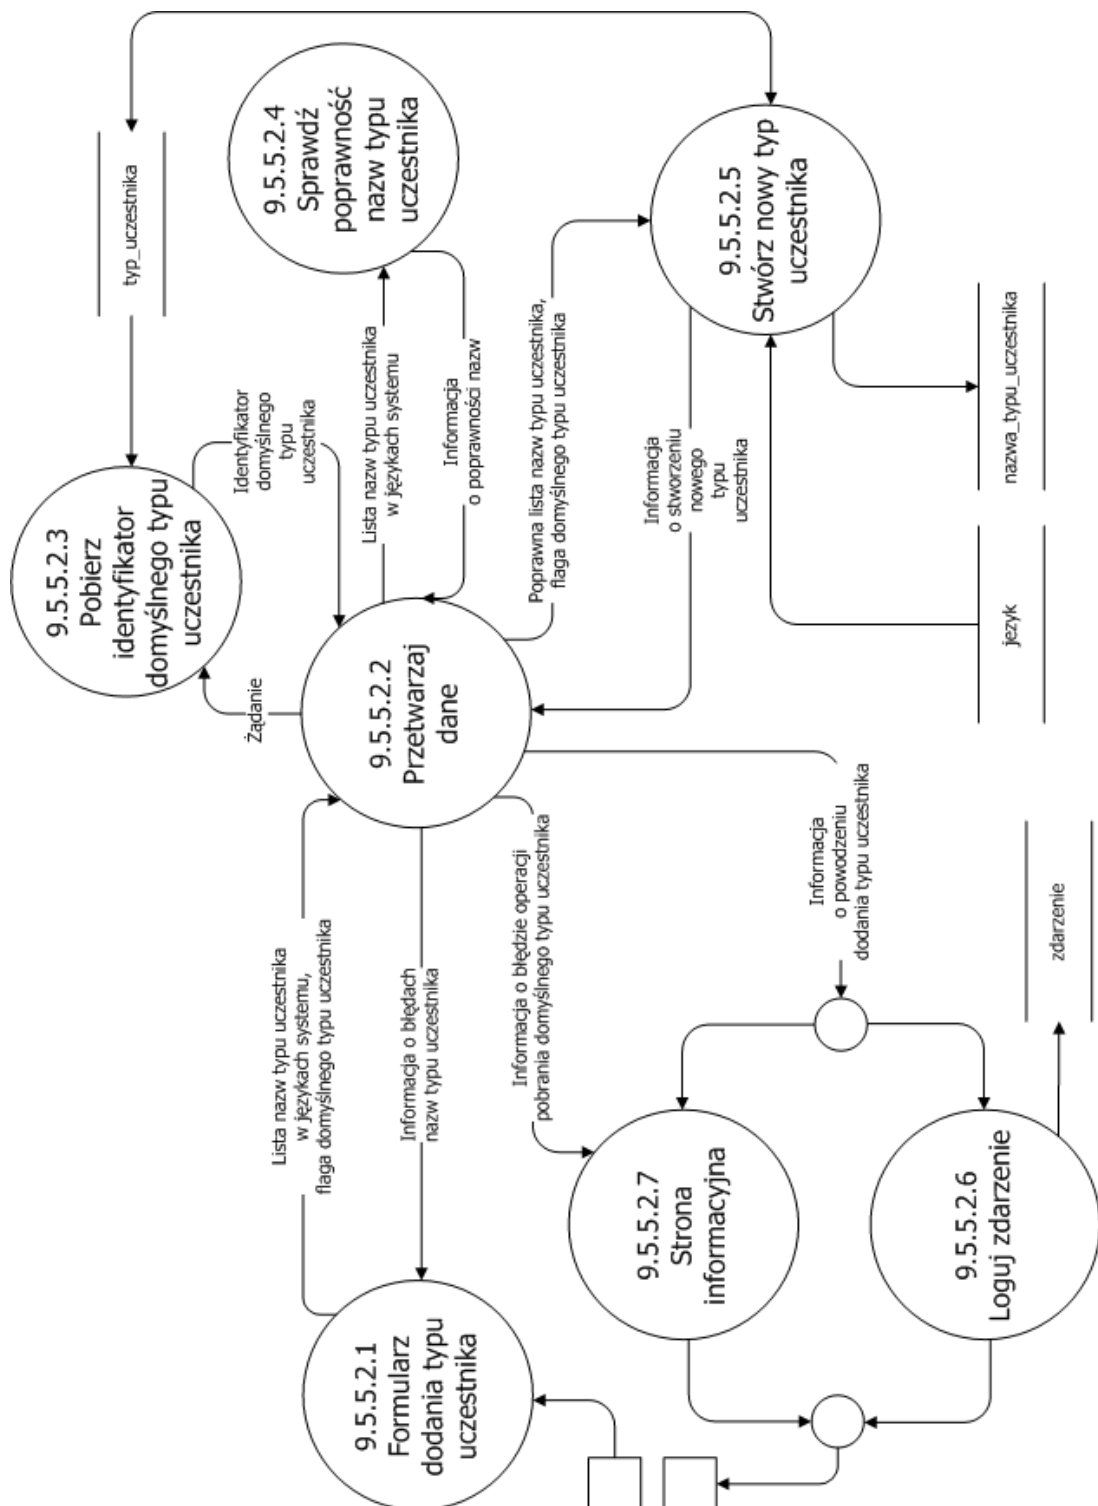 9.5.5.2.1
Formularz
dodania typu
uczestnika
Lista nazw typu uczestnika
w językach systemu,
flaga domyślnego typu uczestnika
Informacja o błędach
nazw typu uczestnika
9.5.5.2.2
Przetwarzaj
dane
Żądanie
9.5.5.2.3
Pobierz
identyfikator
domyślnego typu
uczestnika
Identyfikator
domyślnego
typu
uczestnika
typ_uczestnika
Lista nazw typu uczestnika
w językach systemu
9.5.5.2.4
Sprawdź
poprawność
nazw typu
uczestnika
Informacja
o poprawności nazw
Poprawna lista nazw typu uczestnika,
flaga domyślnego typu uczestnika
9.5.5.2.5
Stwórz nowy typ
uczestnika
Informacja
o stworzeniu
nowego
typu
uczestnika
nazwa_typu_uczestnika
jezyk
Informacja o błędzie operacji
pobrania domyślnego typu uczestnika
Informacja
o powodzeniu
dodania typu uczestnika
9.5.5.2.7
Strona
informacyjna
9.5.5.2.6
Loguj zdarzenie
zdarzenie